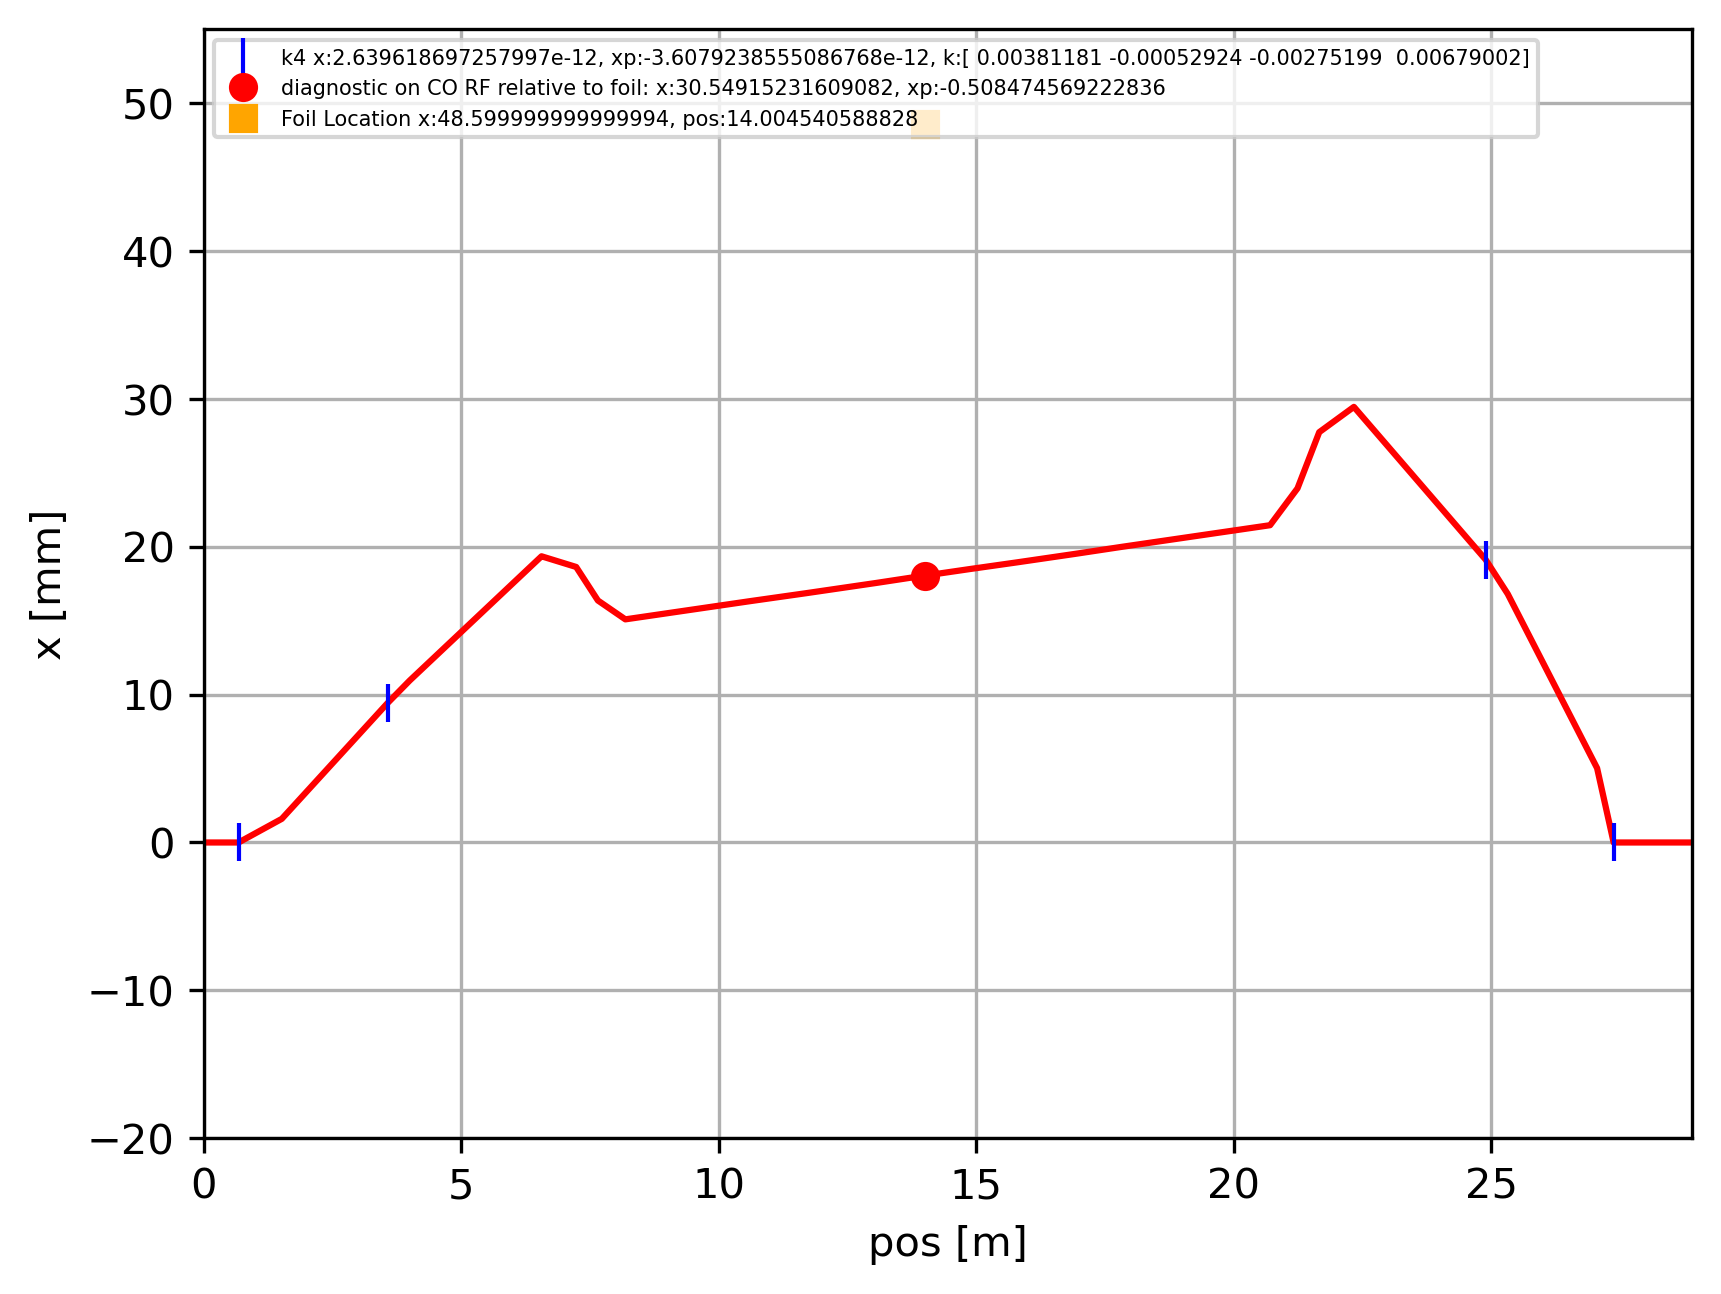 k4 x:2.639618697257997e-12, xp:-3.6079238555086768e-12, k:[ 0.00381181 -0.00052924 -0.00275199  0.00679002]
diagnostic on CO RF relative to foil: x:30.54915231609082, xp:-0.508474569222836
Foil Location x:48.599999999999994, pos:14.004540588828
50
40
30
20
10
0
−10
−20
x [mm]
0 5 10 15 20 25
pos [m]